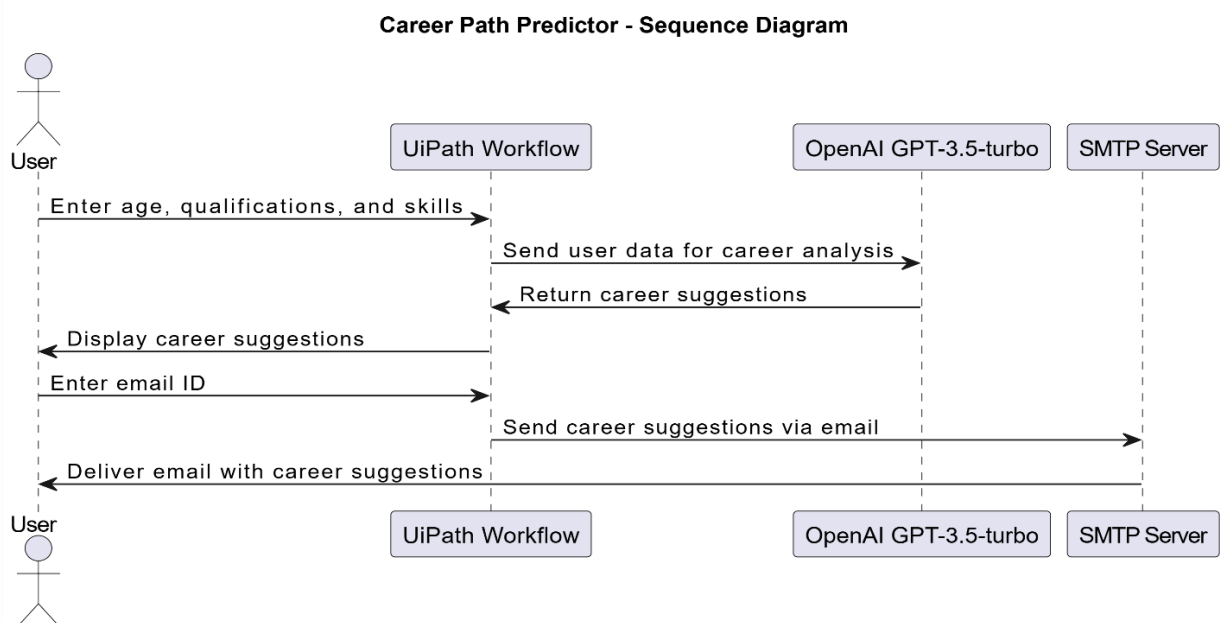 Career Path Predictor - Sequence Diagram
User
UiPath Workflow
OpenAI GPT-3.5-turbo
SMTP Server
Enter age, qualifications, and skills
Send user data for career analysis
Return career suggestions
Display career suggestions
Enter email ID
Send career suggestions via email
Deliver email with career suggestions
User
UiPath Workflow
OpenAI GPT-3.5-turbo
SMTP Server